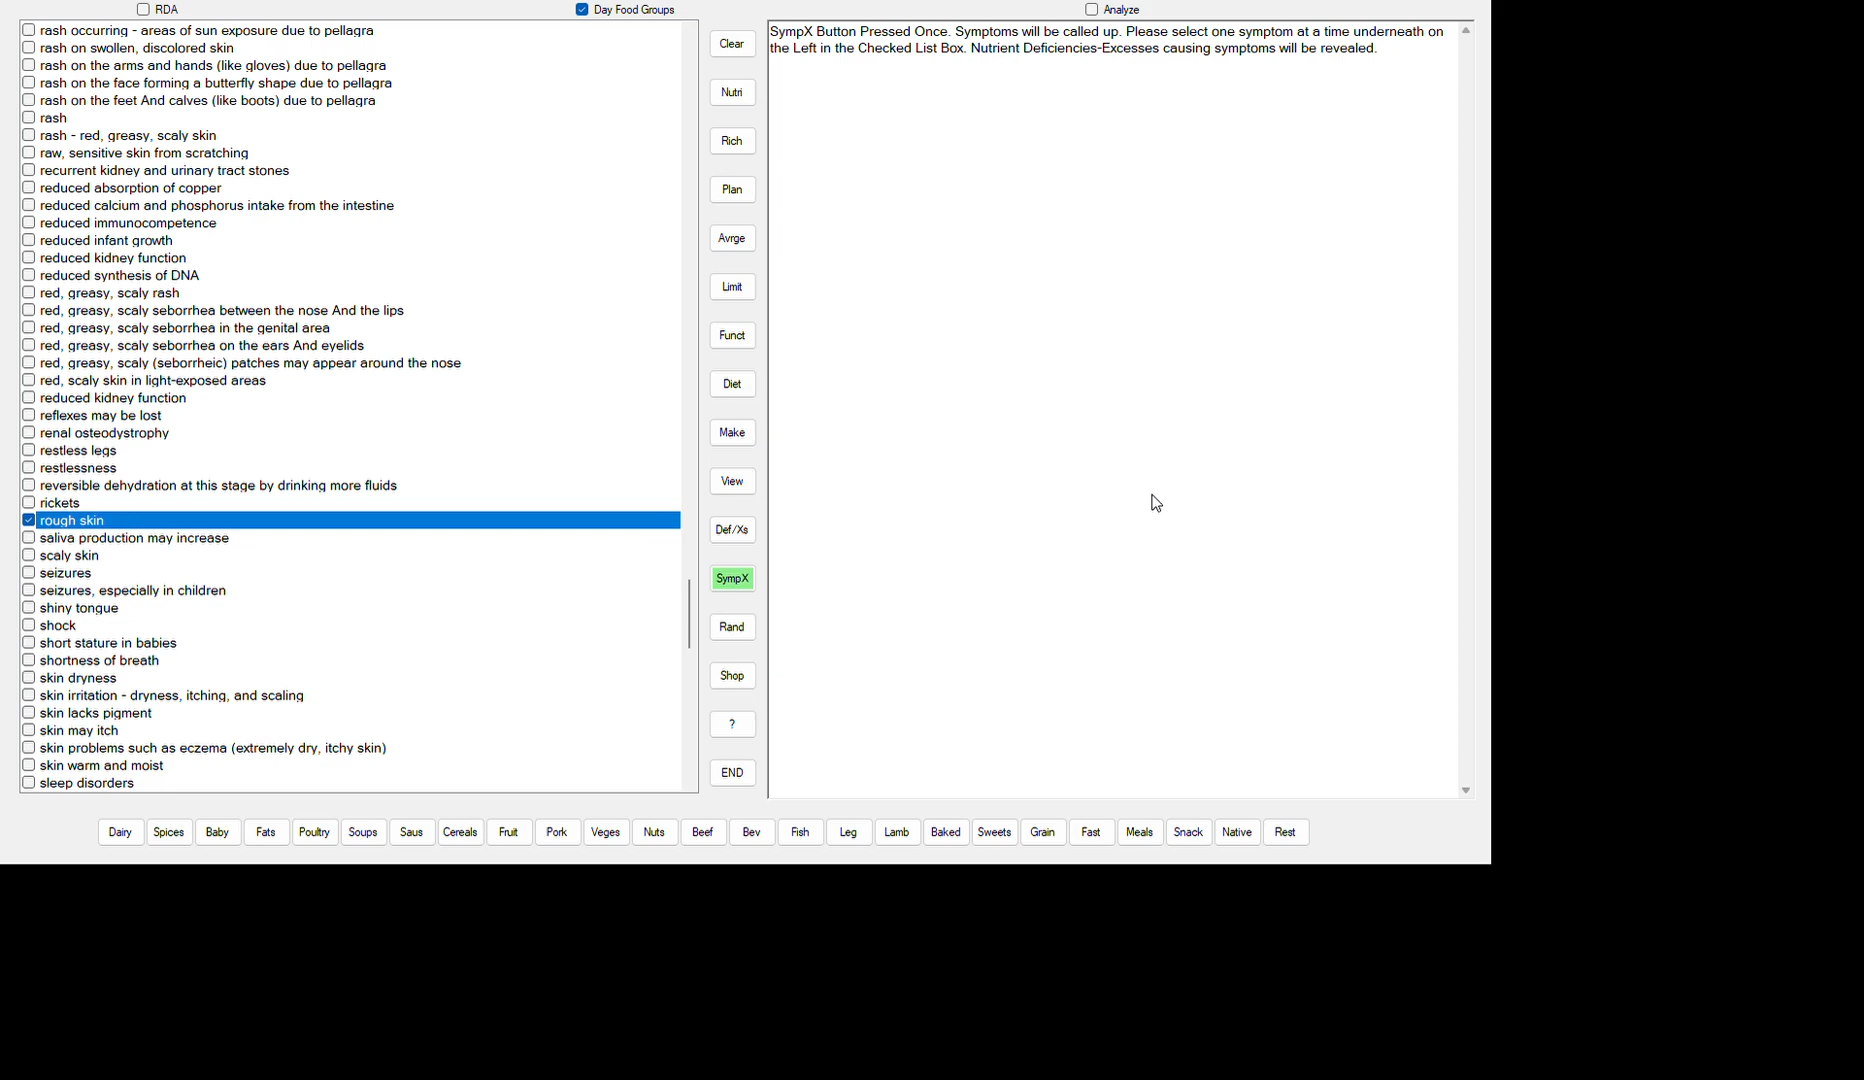 RDA
Day Food Groups
Analyze
rash occurring - areas of sun exposure due to pellagra
rash on swollen, discolored skin
rash on the arms and hands (like gloves) due to pellagra
rash on the face forming a butterfly shape due to pellagra
rash on the feet And calves (like boots) due to pellagra
rash
rash - red, greasy, scaly skin
raw, sensitive skin from scratching
recurrent kidney and urinary tract stones
reduced absorption of copper
reduced calcium and phosphorus intake from the intestine
reduced immunocompetence
reduced infant growth
reduced kidney function
reduced synthesis of DNA
red, greasy, scaly rash
red, greasy, scaly seborrhea between the nose And the lips
red, greasy, scaly seborrhea in the genital area
red, greasy, scaly seborrhea on the ears And eyelids
red, greasy, scaly (seborrheic) patches may appear around the nose
red, scaly skin in light-exposed areas
reduced kidney function
reflexes may be lost
renal osteodystrophy
restless legs
restlessness
reversible dehydration at this stage by drinking more fluids
rickets
rough skin
saliva production may increase
scaly skin
seizures
seizures, especially in children
shiny tongue
shock
short stature in babies
shortness of breath
skin dryness
skin irritation - dryness, itching, and scaling
skin lacks pigment
skin may itch
skin problems such as eczema (extremely dry, itchy skin)
skin warm and moist
sleep disorders
Clear
Nutri
Rich
Plan
Avrge
Limit
Funct
Diet
Make
View
Def/Xs
SympX
Rand
Shop
?
END
SympX Button Pressed Once. Symptoms will be called up. Please select one symptom at a time underneath on
the Left in the Checked List Box. Nutrient Deficiencies-Excesses causing symptoms will be revealed.
Dairy Spices Baby Fats Poultry Soups Saus Cereals Fruit Pork Veges Nuts Beef Bev Fish Leg Lamb Baked Sweets Grain Fast Meals Snack Native Rest